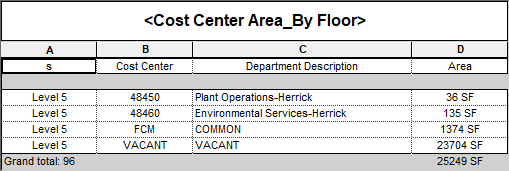 <Cost Center Area_By Floor>
A B C D
s Cost Center Department Description Area
Level 5 48450 Plant Operations-Herrick 36 SF
Level 5 48460 Environmental Services-Herrick 135 SF
Level 5 FCM COMMON 1374 SF
Level 5 VACANT VACANT 23704 SF
Grand total: 96 25249 SF